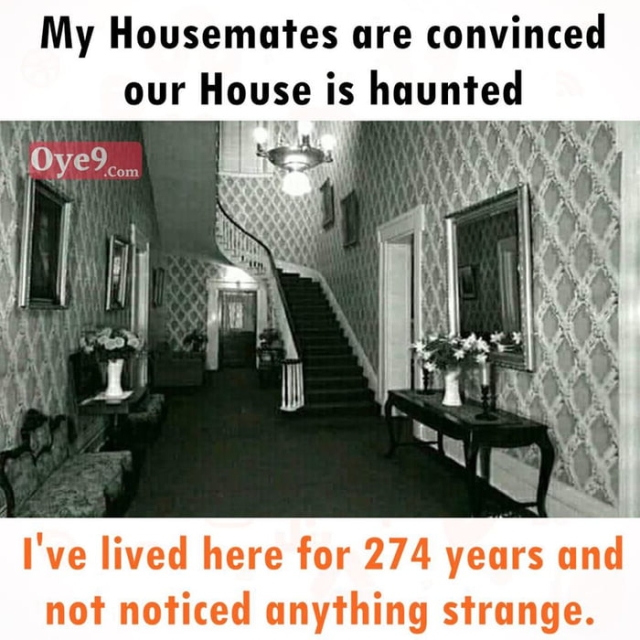 My Housemates are convinced
our House is haunted
Oye9.Com
I've lived here for 274 years and
not noticed anything strange.